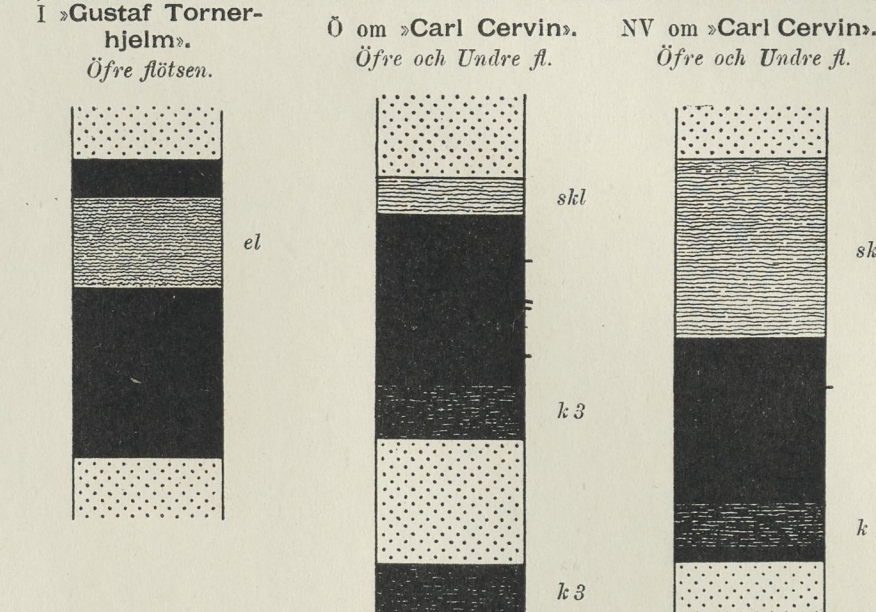 I »Gustaf Torner-
hjelm».
Öfre flötsen.
el
Ö om »Carl Cervin».
Öfre och Undre fl.
skl
k 3
k 3
NV om »Carl Cervin».
Öfre och Undre fl.
sk
k